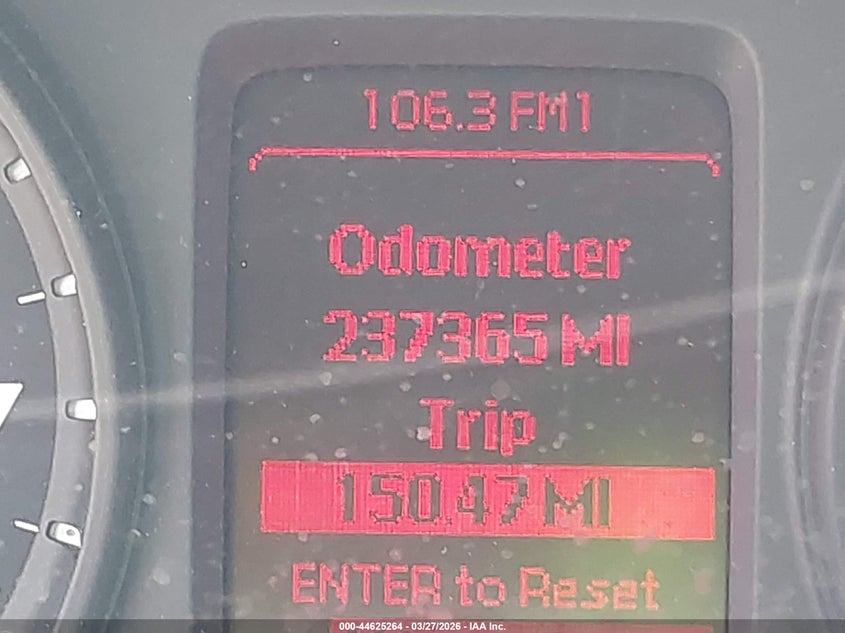 106.3 FM1
Odometer
237365 MI
Trip
150.47 MI
ENTER to Reset
000-44625264 - 03/27/2026 - IAA Inc.